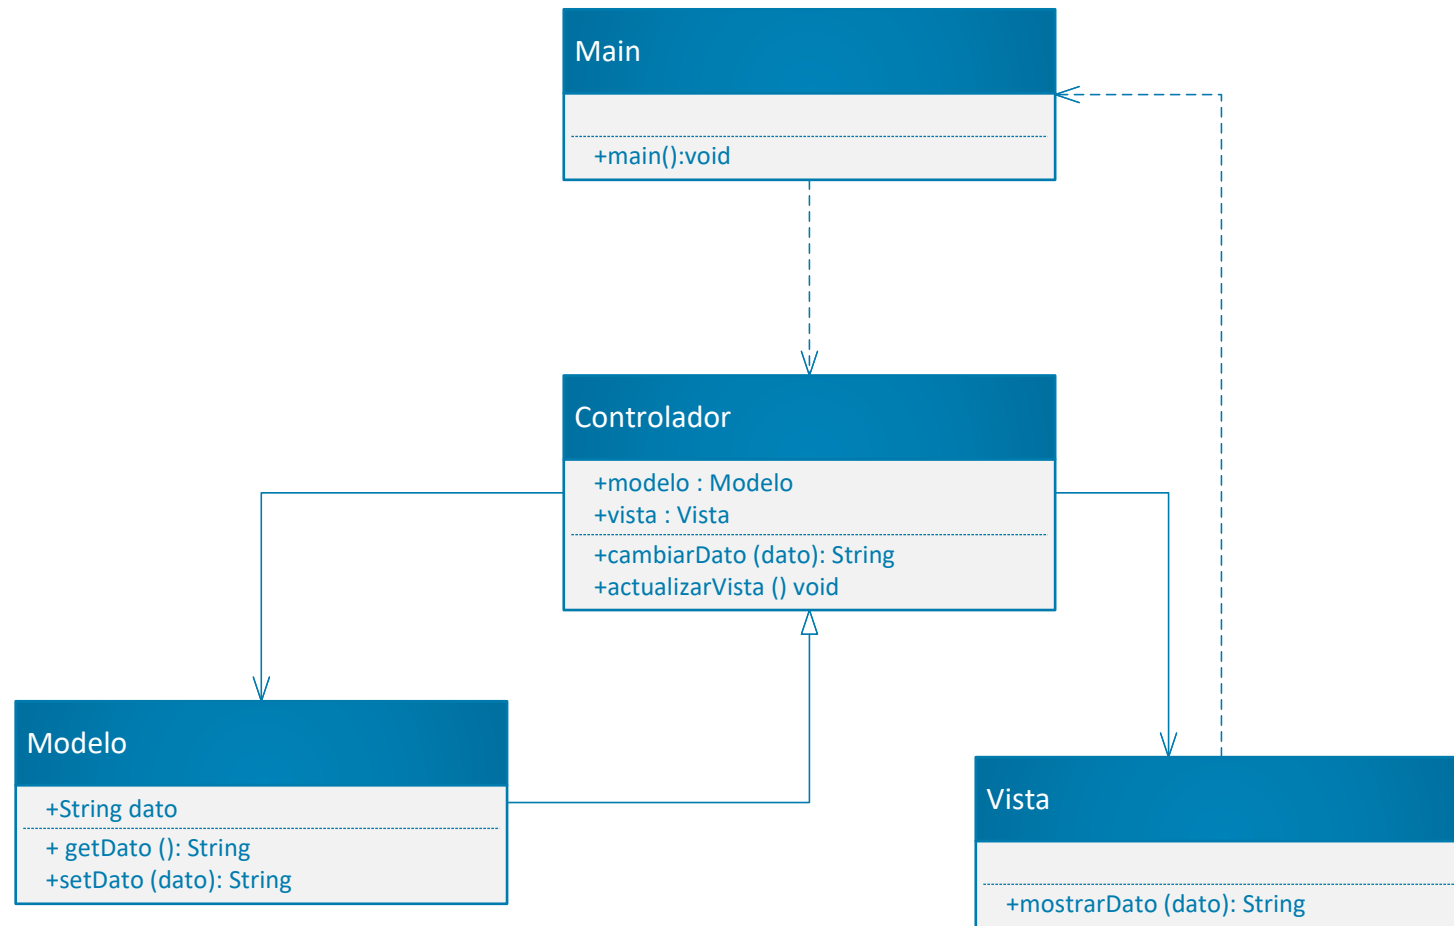 Main
+main():void
Controlador
+modelo : Modelo
+vista : Vista
+cambiarDato (dato): String
+actualizarVista () void
Modelo
+String dato
+ getDato (): String
+setDato (dato): String
Vista
+mostrarDato (dato): String